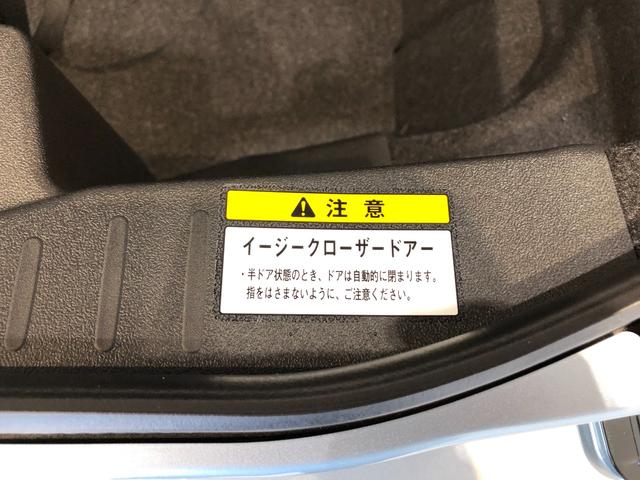 注意
イージークローザードアー
・半ドア状態のとき、ドアは自動的に閉まります。
指をはさまないように、ご注意ください。